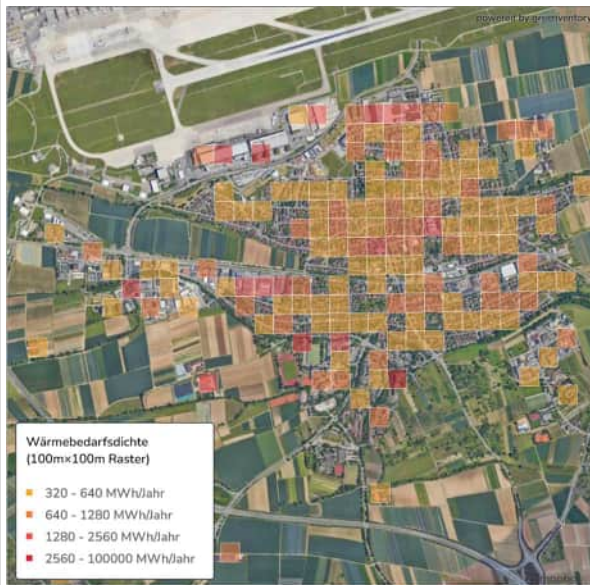 powered by greenventory
Wärmebedarfsdichte
(100m×100m Raster)
320 - 640 MWh/Jahr
640 - 1280 MWh/Jahr
1280 - 2560 MWh/Jahr
2560 - 100000 MWh/Jahr